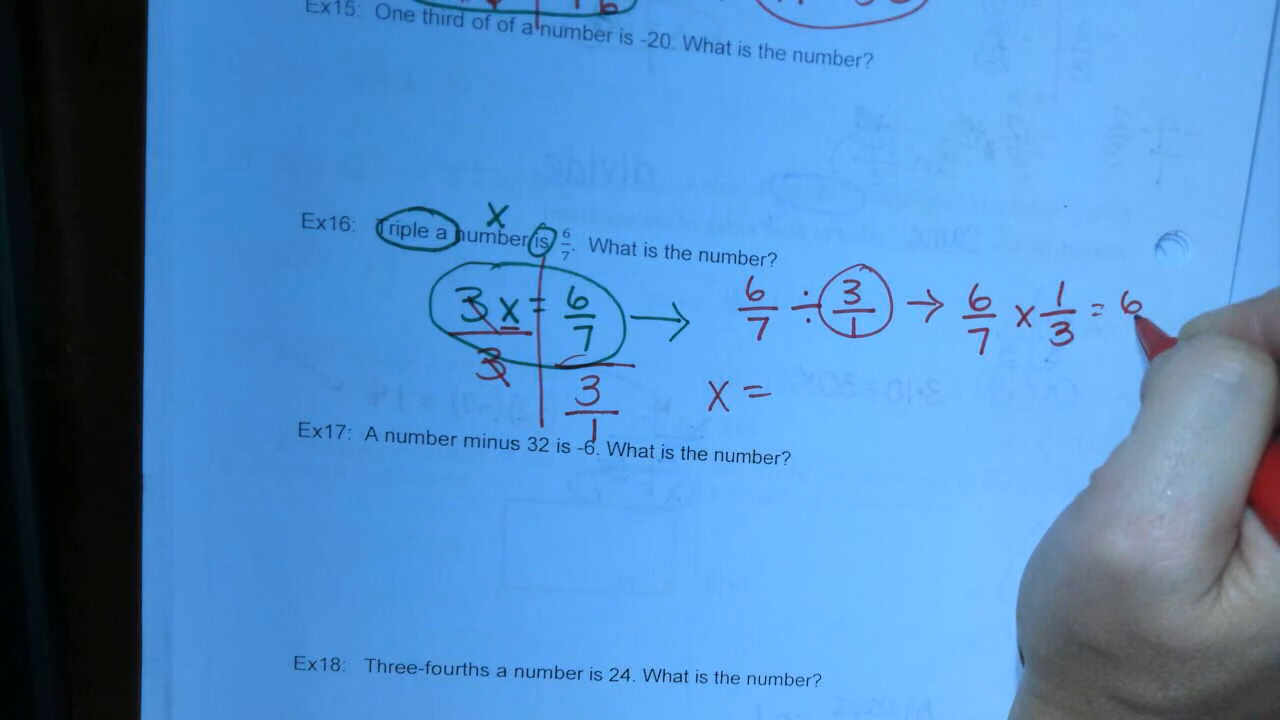 Ex15: One third of of a number is -20. What is the number?
x
Ex16: Triple a number is 6/7. What is the number?
3x = 6/7 → 6/7 ÷ 3/1 → 6/7 x 1/3 = 6
3 3/1 x =
Ex17: A number minus 32 is -6. What is the number?
Ex18: Three-fourths a number is 24. What is the number?